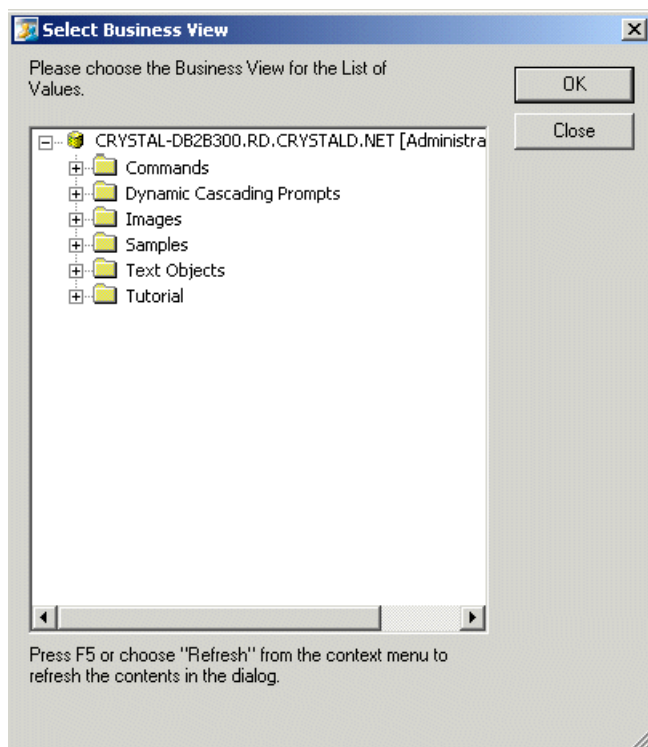 Select Business View
Please choose the Business View for the List of
Values.
OK
Close
CRYSTAL-DB2B300.RD.CRYSTALD.NET [Administra
Commands
Dynamic Cascading Prompts
Images
Samples
Text Objects
Tutorial
Press F5 or choose "Refresh" from the context menu to
refresh the contents in the dialog.